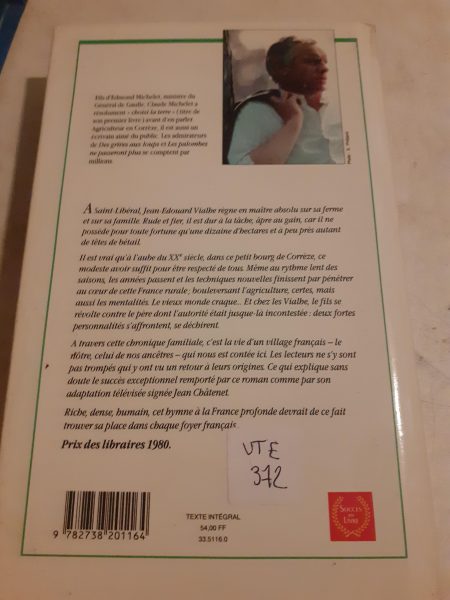 Fils d'Edmond Michelet, ministre du
Général de Gaulle, Claude Michelet a
résolument « choisi la terre » (titre de
son premier livre) avant d'en parler.
Agriculteur en Corrèze, il est aussi un
écrivain aimé du public. Les admirateurs
de Des grives aux loups et Les palombes
ne passeront plus se comptent par
millions.
A Saint-Libéral, Jean-Edouard Vialhe règne en maître absolu sur sa ferme
et sur sa famille. Rude et fier, il est dur à la tâche, âpre au gain, car il ne
possède pour toute fortune qu'une dizaine d'hectares et à peu près autant
de têtes de bétail.
Il est vrai qu'à l'aube du XXe siècle, dans ce petit bourg de Corrèze, ce
modeste avoir suffit pour être respecté de tous. Même au rythme lent des
saisons, les années passent et les techniques nouvelles finissent par pénétrer
au cœur de cette France rurale ; bouleversant l'agriculture, certes, mais
aussi les mentalités. Le vieux monde craque... Et chez les Vialhe, le fils se
révolte contre le père dont l'autorité était jusque-là incontestée : deux fortes
personnalités s'affrontent, se déchirent.
A travers cette chronique familiale, c'est la vie d'un village français – le
nôtre, celui de nos ancêtres – qui nous est contée ici. Les lecteurs ne s'y sont
pas trompés qui y ont vu un retour à leurs origines. Ce qui explique sans
doute le succès exceptionnel remporté par ce roman comme par son
adaptation télévisée signée Jean Châtenet.
Riche, dense, humain, cet hymne à la France profonde devrait de ce fait
trouver sa place dans chaque foyer français.
Prix des libraires 1980.
VTE
372
TEXTE INTÉGRAL
54,00 FF
33.5116.0
9 782738 201164
SUCCÈS
DU
LIVRE